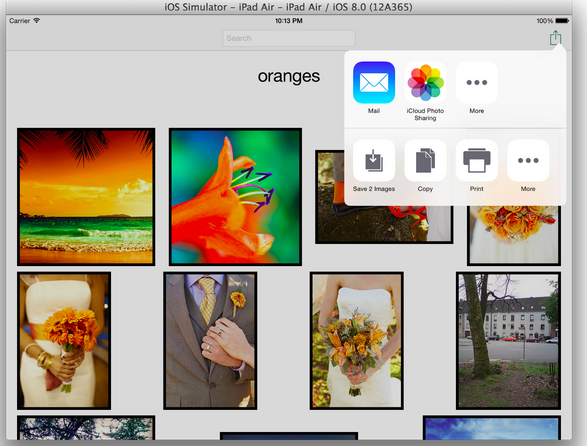 iOS Simulator – iPad Air – iPad Air / iOS 8.0 (12A365)
Carrier 10:13 PM 100%
Search
oranges
Mail iCloud Photo Sharing More
Save 2 Images Copy Print More